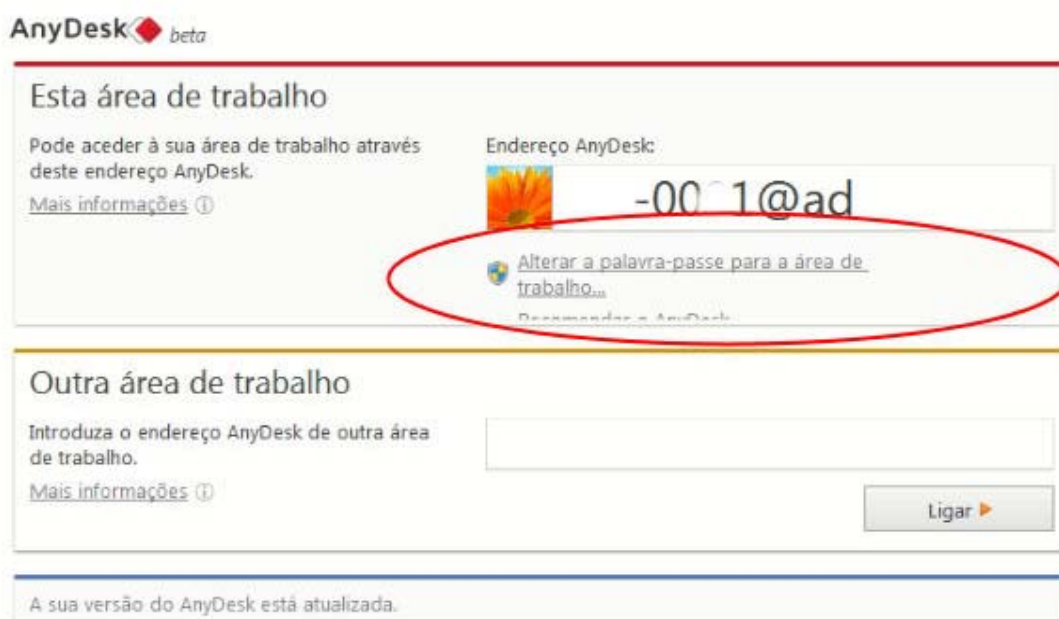 AnyDesk beta
Esta área de trabalho
Pode aceder à sua área de trabalho através
deste endereço AnyDesk.
Mais informações
Endereço AnyDesk:
1@ad
Alterar a palavra-passe para a área de
trabalho...
Recomendar o AnyDesk
Outra área de trabalho
Introduza o endereço AnyDesk de outra área
de trabalho.
Mais informações
Ligar
A sua versão do AnyDesk está atualizada.